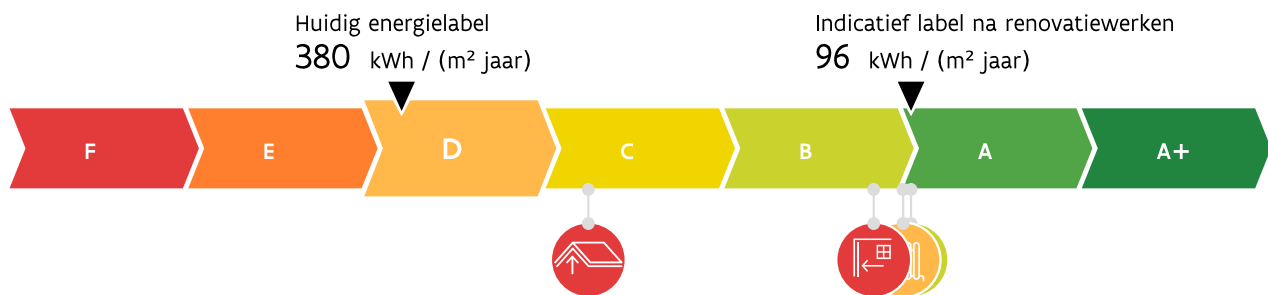 Huidig energielabel
380 kWh / (m² jaar)
Indicatief label na renovatiewerken
96 kWh / (m² jaar)
F E D C B A A+